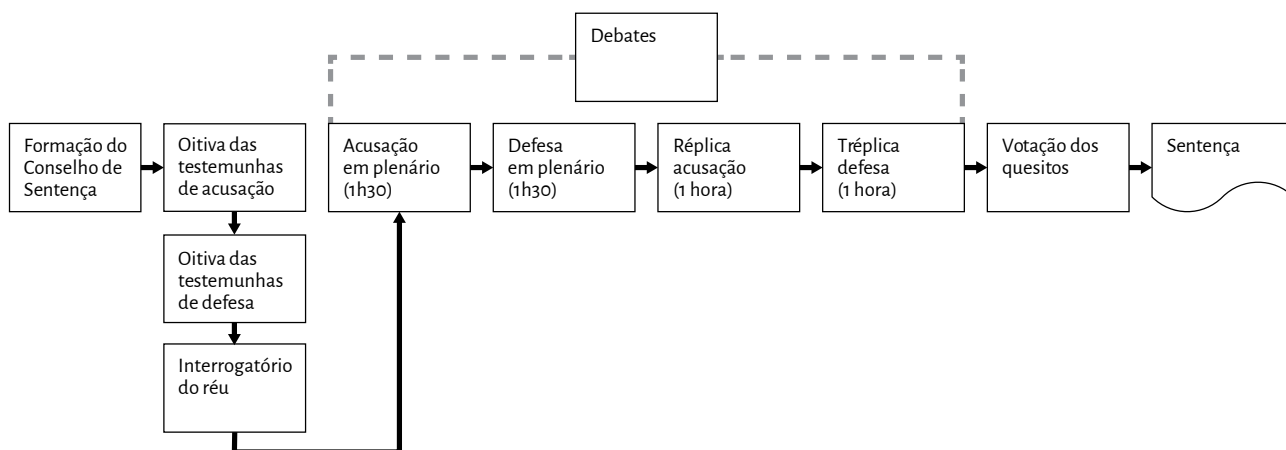 Debates
Formação do
Conselho de
Sentença
Oitiva das
testemunhas
de acusação
Oitiva das
testemunhas
de defesa
Interrogatório
do réu
Acusação
em plenário
(1h30)
Defesa
em plenário
(1h30)
Réplica
acusação
(1 hora)
Tréplica
defesa
(1 hora)
Votação dos
quesitos
Sentença